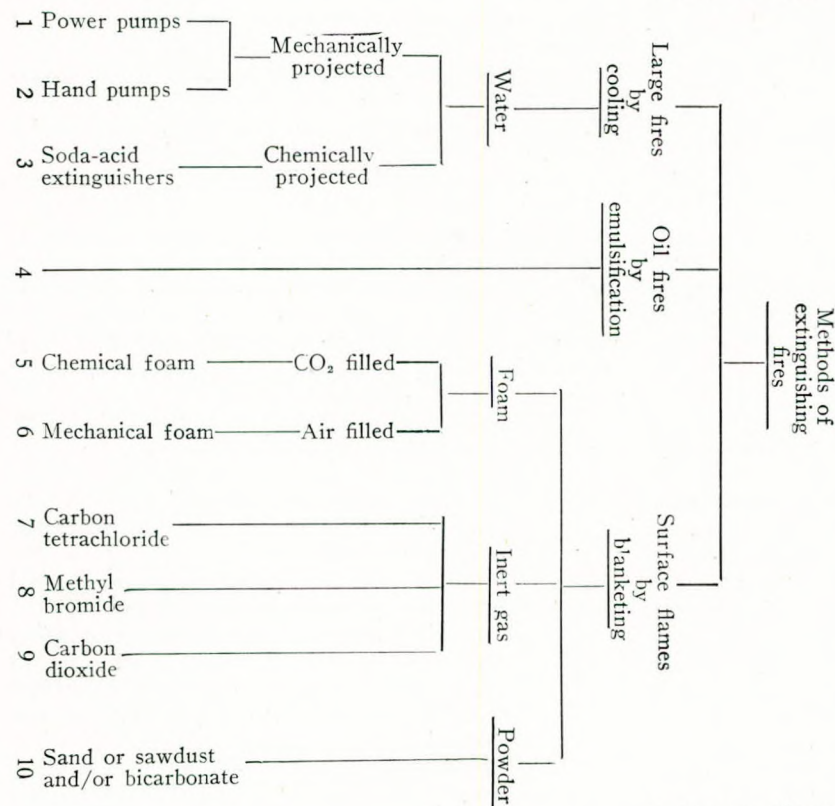 Methods of
extinguishing
fires
Large fires
by
cooling
Oil fires
by
emulsification
Surface flames
by
b'anketing
Water
Foam
Inert gas
Powder
Mechanically
projected
Chemically
projected
CO₂ filled
Air filled
1 Power pumps
2 Hand pumps
3 Soda-acid
extinguishers
4
5 Chemical foam
6 Mechanical foam
7 Carbon
tetrachloride
8 Methyl
bromide
9 Carbon
dioxide
10 Sand or sawdust
and/or bicarbonate